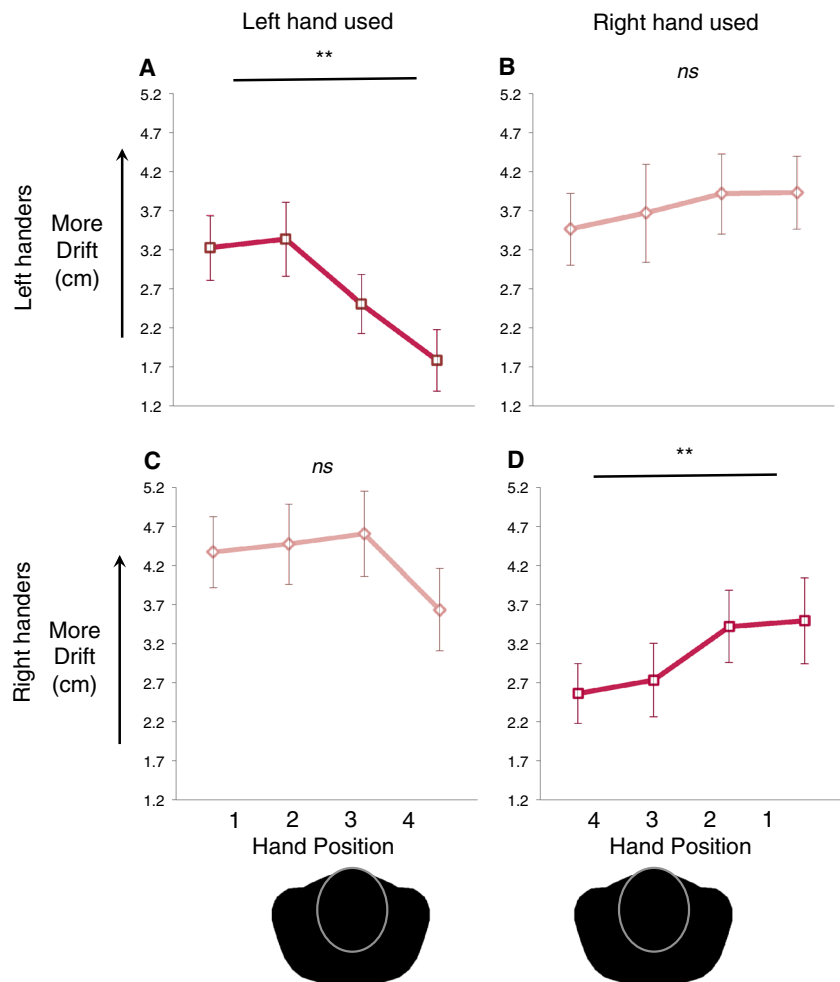 Left hand used
Right hand used
A
**
B
ns
5.2
4.7
4.2
3.7
3.2
2.7
2.2
1.7
1.2
Left handers
More
Drift
(cm)
5.2
4.7
4.2
3.7
3.2
2.7
2.2
1.7
1.2
C
ns
D
**
5.2
4.7
4.2
3.7
3.2
2.7
2.2
1.7
1.2
Right handers
More
Drift
(cm)
5.2
4.7
4.2
3.7
3.2
2.7
2.2
1.7
1.2
1 2 3 4
Hand Position
4 3 2 1
Hand Position